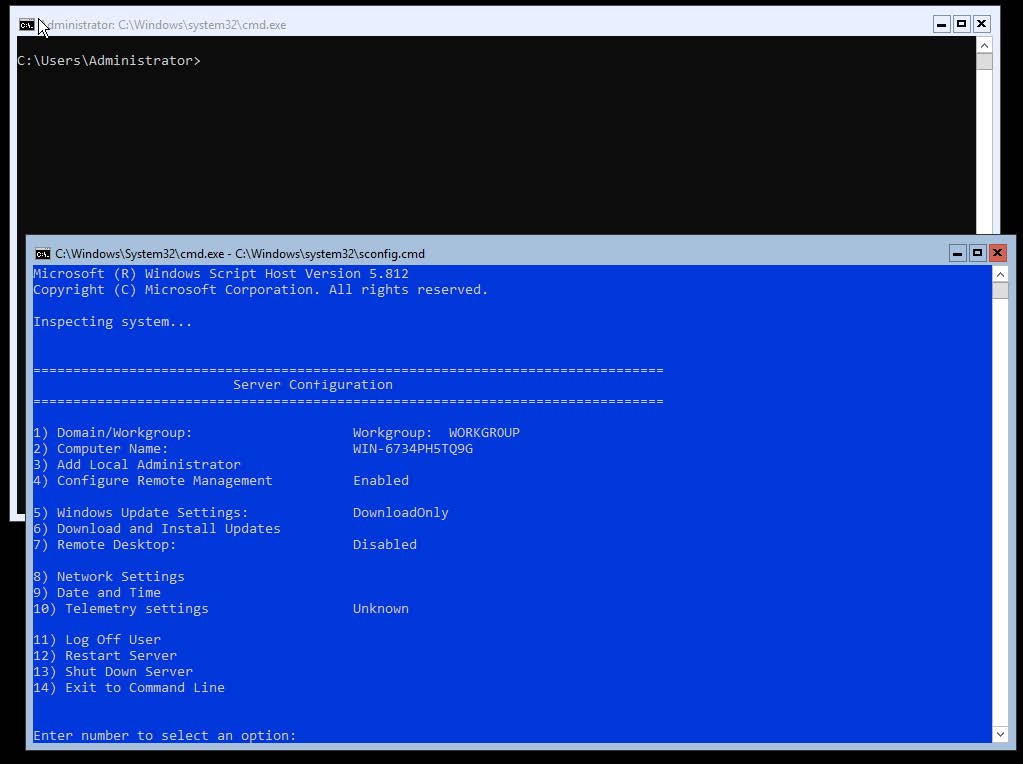 Administrator: C:\Windows\system32\cmd.exe
C:\Users\Administrator>
C:\Windows\System32\cmd.exe - C:\Windows\system32\sconfig.cmd
Microsoft (R) Windows Script Host Version 5.812
Copyright (C) Microsoft Corporation. All rights reserved.
Inspecting system...
===============================================================================
Server Configuration
===============================================================================
1) Domain/Workgroup: Workgroup: WORKGROUP
2) Computer Name: WIN-6734PH5TQ9G
3) Add Local Administrator
4) Configure Remote Management Enabled
5) Windows Update Settings: DownloadOnly
6) Download and Install Updates
7) Remote Desktop: Disabled
8) Network Settings
9) Date and Time
10) Telemetry settings Unknown
11) Log Off User
12) Restart Server
13) Shut Down Server
14) Exit to Command Line
Enter number to select an option: